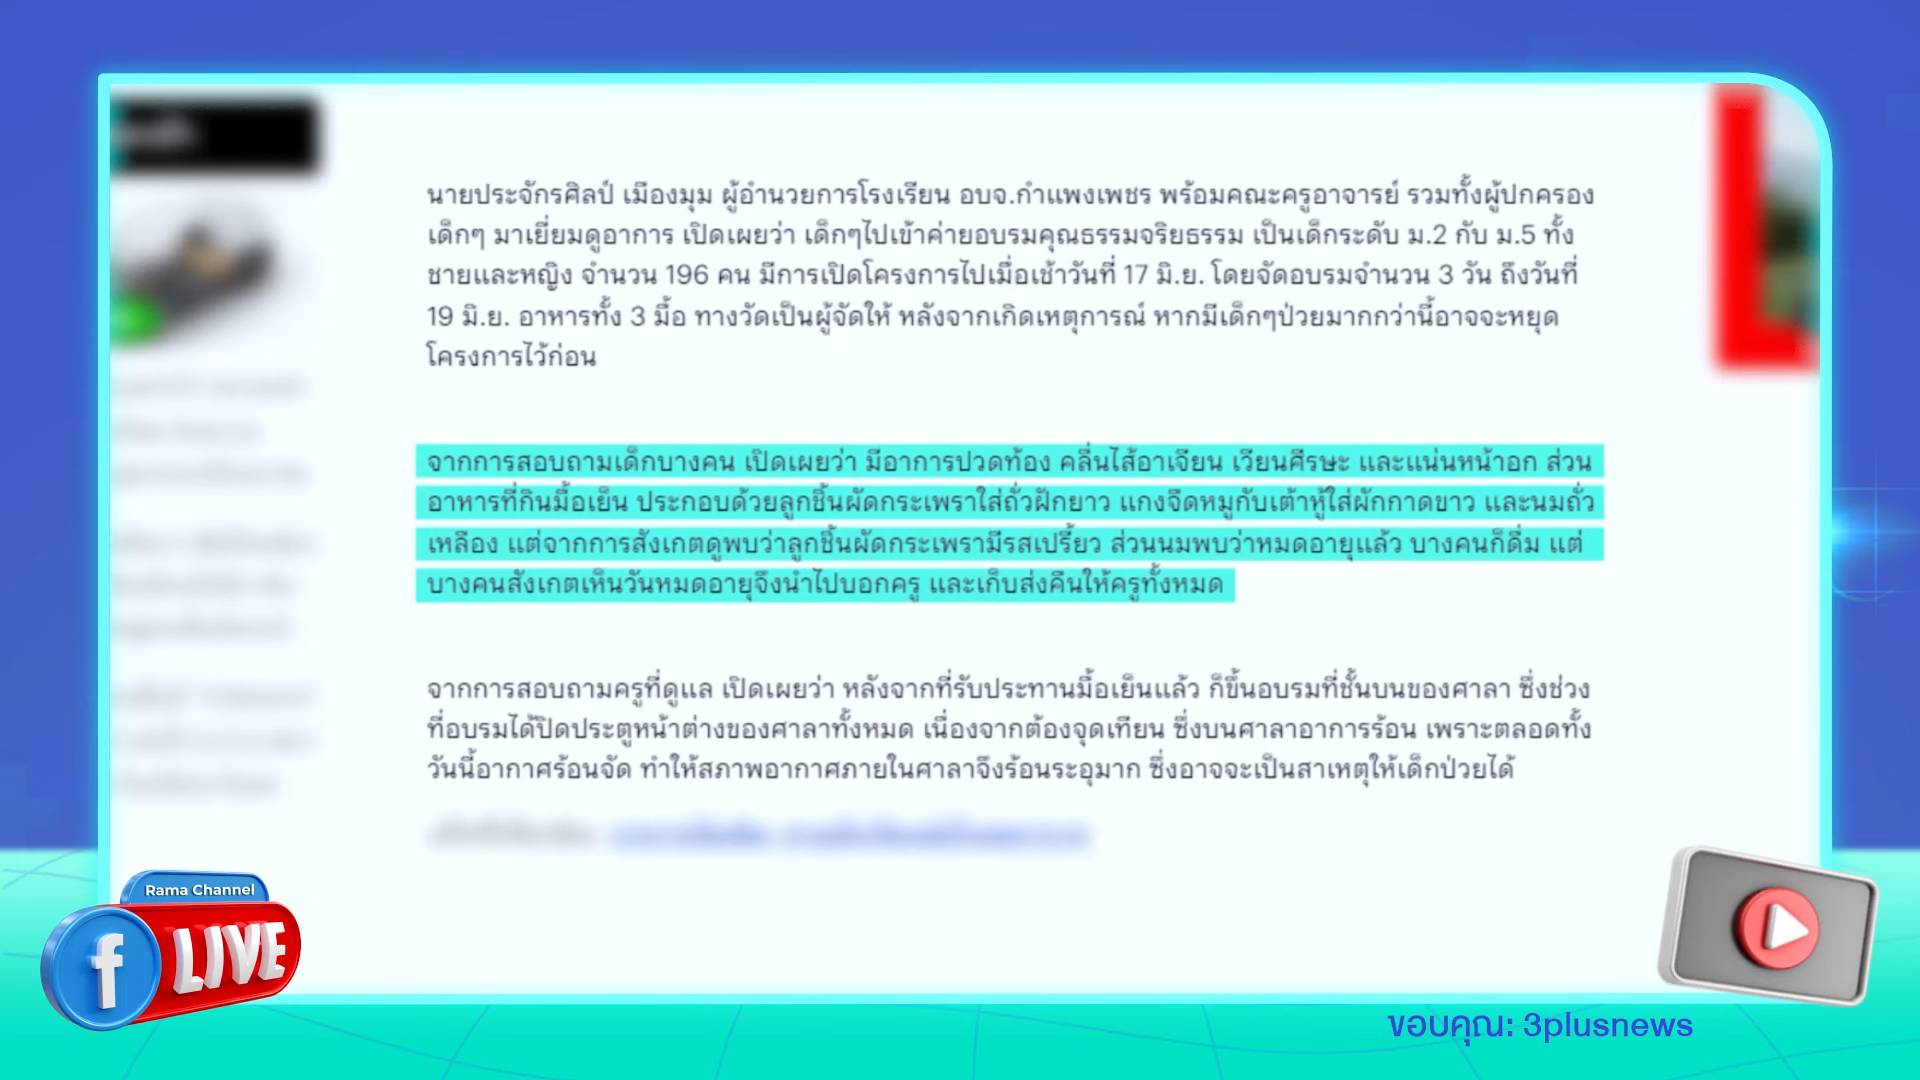 นายประจักรศิลป์ เมืองมุม ผู้อำนวยการโรงเรียน อบจ.กำแพงเพชร พร้อมคณะครูอาจารย์ รวมทั้งผู้ปกครอง
เด็กๆ มาเยี่ยมดูอาการ เปิดเผยว่า เด็กๆไปเข้าค่ายอบรมคุณธรรมจริยธรรม เป็นเด็กระดับ ม.2 กับ ม.5 ทั้ง
ชายและหญิง จำนวน 196 คน มีการเปิดโครงการไปเมื่อเช้าวันที่ 17 มิ.ย. โดยจัดอบรมจำนวน 3 วัน ถึงวันที่
19 มิ.ย. อาหารทั้ง 3 มื้อ ทางวัดเป็นผู้จัดให้ หลังจากเกิดเหตุการณ์ หากมีเด็กๆป่วยมากกว่านี้อาจจะหยุด
โครงการไว้ก่อน
จากการสอบถามเด็กบางคน เปิดเผยว่า มีอาการปวดท้อง คลื่นไส้อาเจียน เวียนศีรษะ และแน่นหน้าอก ส่วน
อาหารที่กินมื้อเย็น ประกอบด้วยลูกชิ้นผัดกระเพราใส่ถั่วฝักยาว แกงจืดหมูกับเต้าหู้ใส่ผักกาดขาว และนมถั่ว
เหลือง แต่จากการสังเกตดูพบว่าลูกชิ้นผัดกระเพรามีรสเปรี้ยว ส่วนนมพบว่าหมดอายุแล้ว บางคนก็ดื่ม แต่
บางคนสังเกตเห็นวันหมดอายุจึงนำไปบอกครู และเก็บส่งคืนให้ครูทั้งหมด
จากการสอบถามครูที่ดูแล เปิดเผยว่า หลังจากที่รับประทานมื้อเย็นแล้ว ก็ขึ้นอบรมที่ชั้นบนของศาลา ซึ่งช่วง
ที่อบรมได้ปิดประตูหน้าต่างของศาลาทั้งหมด เนื่องจากต้องจุดเทียน ซึ่งบนศาลาอาการร้อน เพราะตลอดทั้ง
วันนี้อากาศร้อนจัด ทำให้สภาพอากาศภายในศาลาจึงร้อนระอุมาก ซึ่งอาจจะเป็นสาเหตุให้เด็กป่วยได้
Rama Channel
f LIVE
ขอบคุณ: 3plusnews